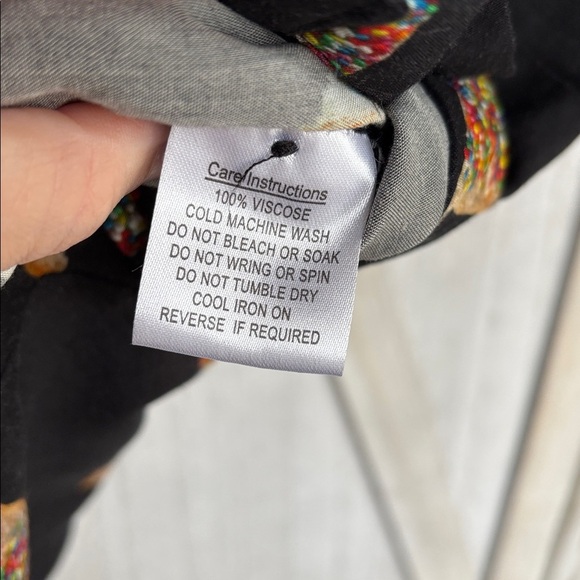 Care Instructions
100% VISCOSE
COLD MACHINE WASH
DO NOT BLEACH OR SOAK
DO NOT WRING OR SPIN
DO NOT TUMBLE DRY
COOL IRON ON
REVERSE IF REQUIRED